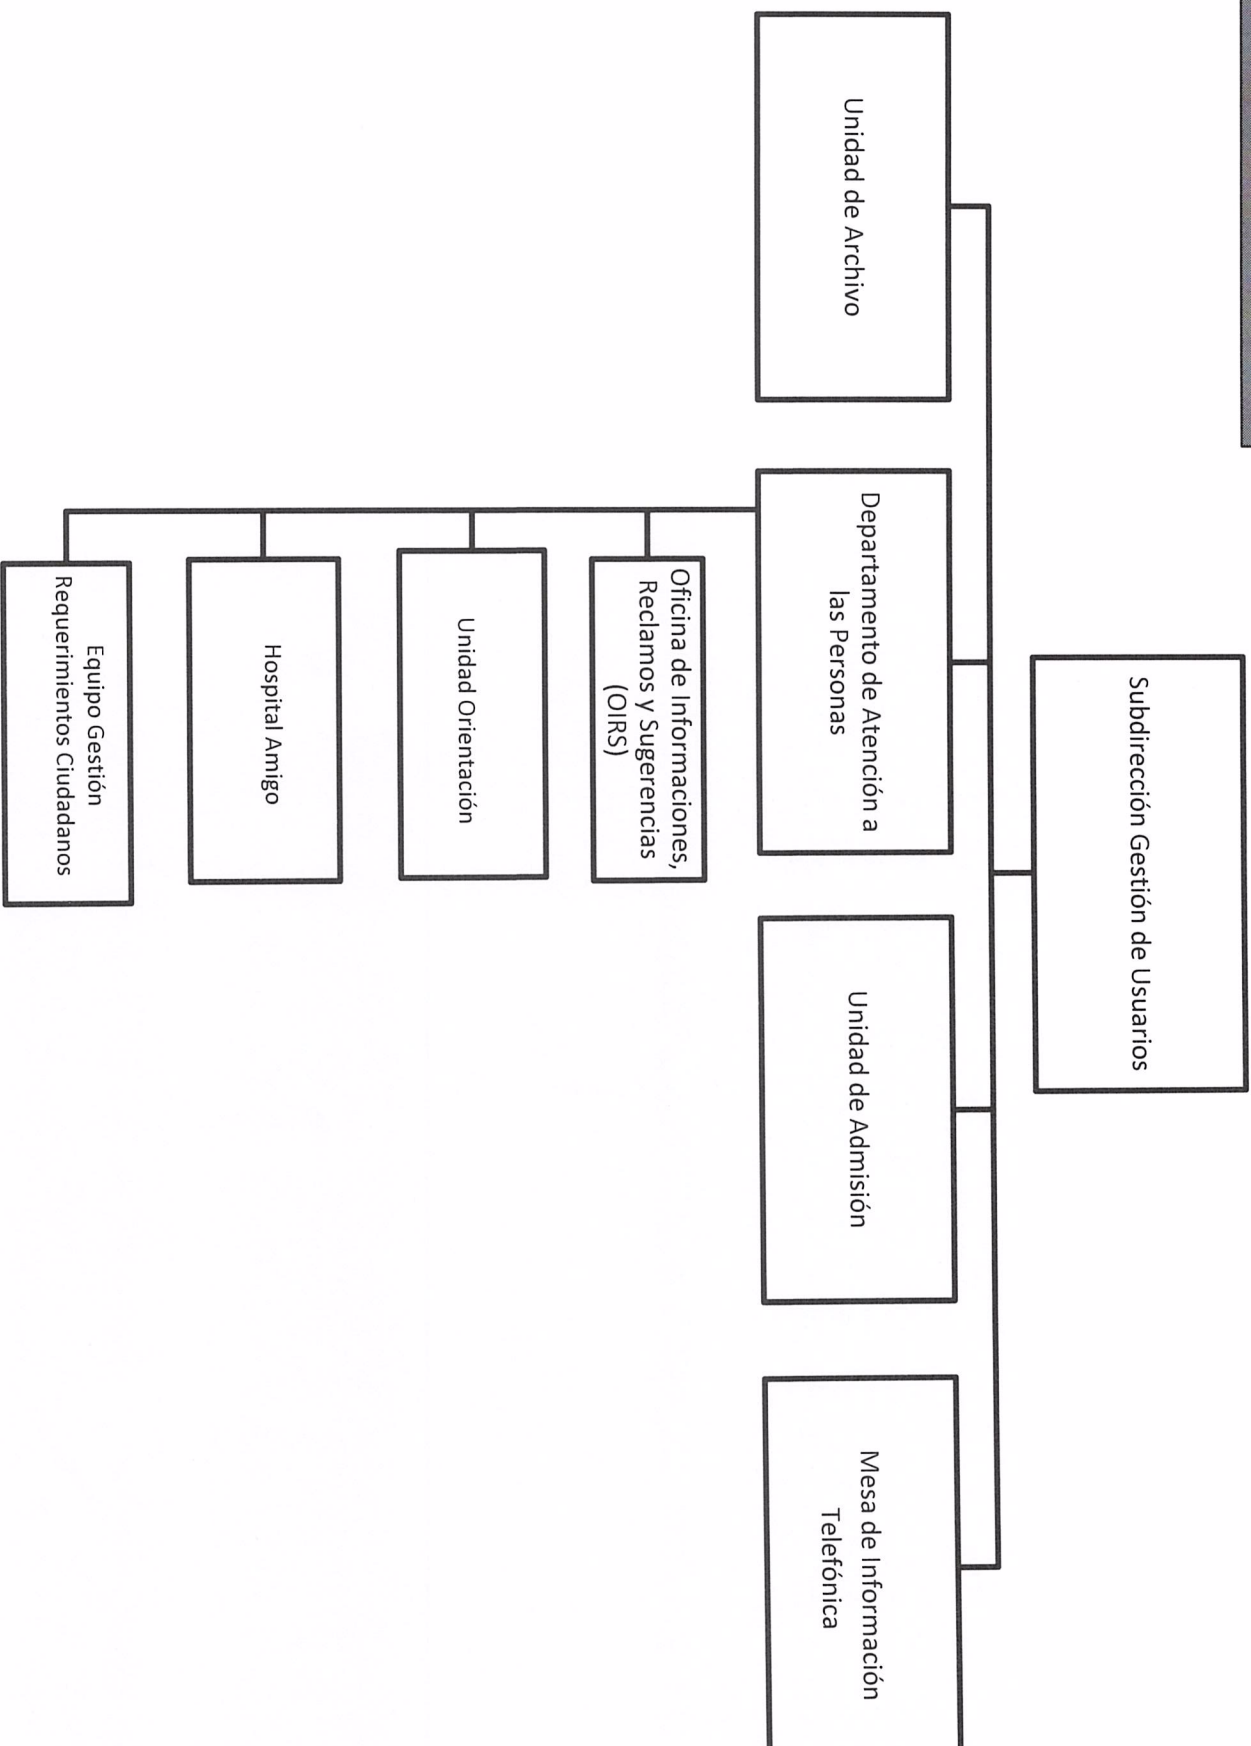 Subdirección Gestión de Usuarios
Unidad de Archivo
Departamento de Atención a
las Personas
Unidad de Admisión
Mesa de Información
Telefónica
Oficina de Informaciones,
Reclamos y Sugerencias
(OIRS)
Unidad Orientación
Hospital Amigo
Equipo Gestión
Requerimientos Ciudadanos